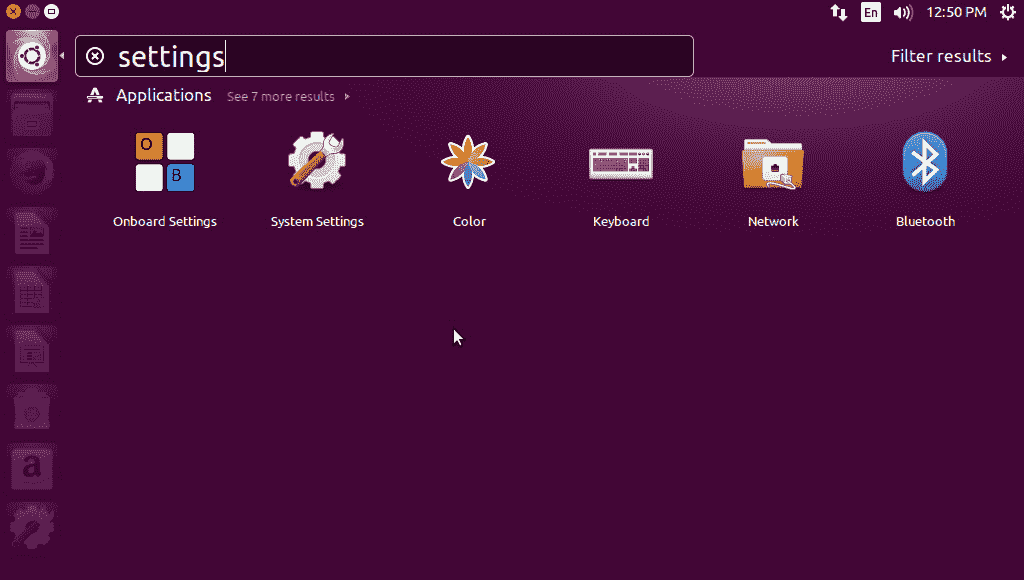 En 12:50 PM
settings
Filter results
Applications See 7 more results
O
B
Onboard Settings System Settings Color Keyboard Network Bluetooth
a